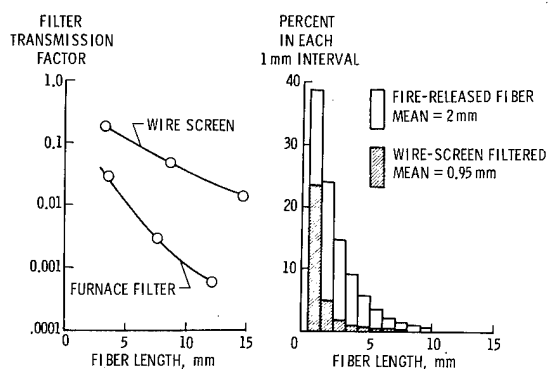 FILTER
TRANSMISSION
FACTOR
1.0
0.1
0.01
0.001
.0001
WIRE SCREEN
FURNACE FILTER
0
5
10
15
FIBER LENGTH, mm
PERCENT
IN EACH
1 mm INTERVAL
40
30
20
10
0
5
10
15
FIBER LENGTH, mm
FIRE-RELEASED FIBER
MEAN = 2 mm
WIRE-SCREEN FILTERED
MEAN = 0.95 mm